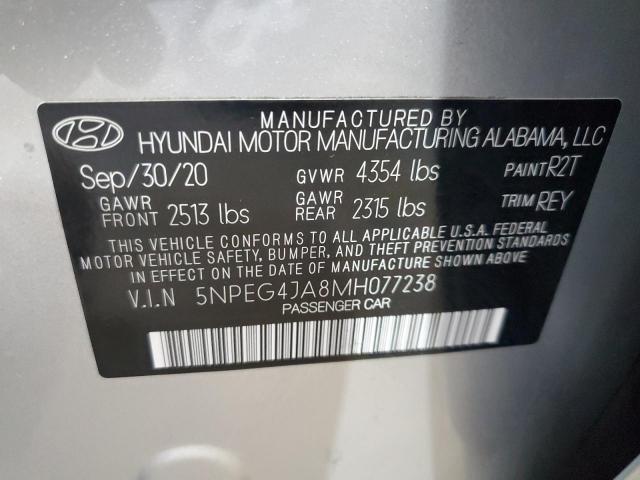 MANUFACTURED BY
HYUNDAI MOTOR MANUFACTURING ALABAMA, LLC
Sep/30/20 GVWR 4354 lbs PAINT R2T
GAWR FRONT 2513 lbs GAWR REAR 2315 lbs TRIM REY
THIS VEHICLE CONFORMS TO ALL APPLICABLE U.S.A. FEDERAL
MOTOR VEHICLE SAFETY, BUMPER, AND THEFT PREVENTION STANDARDS
IN EFFECT ON THE DATE OF MANUFACTURE SHOWN ABOVE.
V.I.N 5NPEG4JA8MH077238
PASSENGER CAR